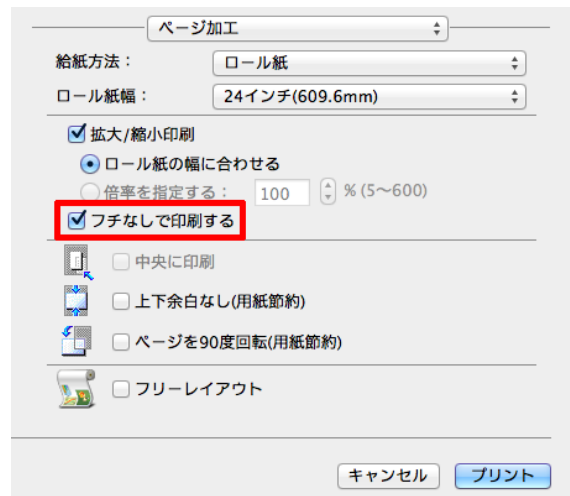 ページ加工
給紙方法： ロール紙
ロール紙幅： 24インチ(609.6mm)
拡大/縮小印刷
ロール紙の幅に合わせる
倍率を指定する： 100 % (5〜600)
フチなしで印刷する
中央に印刷
上下余白なし(用紙節約)
ページを90度回転(用紙節約)
フリーレイアウト
キャンセル プリント